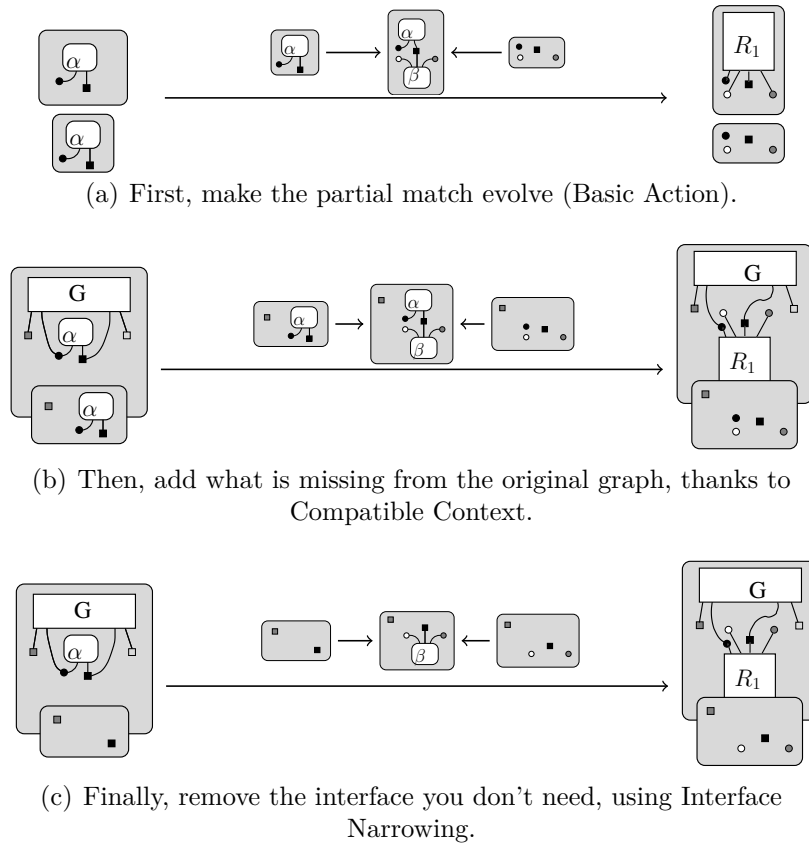 α
α
α
α
β
R₁
(a) First, make the partial match evolve (Basic Action).
G
α
α
α
α
β
G
R₁
(b) Then, add what is missing from the original graph, thanks to
Compatible Context.
G
α
β
G
R₁
(c) Finally, remove the interface you don't need, using Interface
Narrowing.